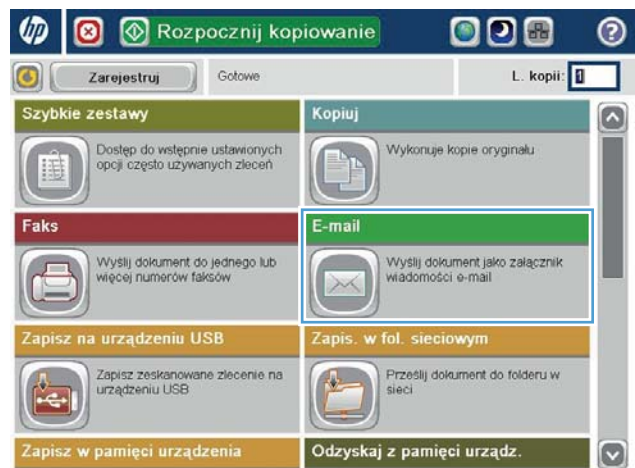 hp
Rozpocznij kopiowanie
?
Zarejestruj
Gotowe
L. kopii: 1
Szybkie zestawy
Dostęp do wstępnie ustawionych
opcji często używanych zleceń
Kopiuj
Wykonuje kopie oryginału
Faks
Wyślij dokument do jednego lub
więcej numerów faksów
E-mail
Wyślij dokument jako załącznik
wiadomości e-mail
Zapisz na urządzeniu USB
Zapisz zeskanowane zlecenie na
urządzeniu USB
Zapis. w fol. sieciowym
Prześlij dokument do folderu w
sieci
Zapisz w pamięci urządzenia
Odzyskaj z pamięci urządz.